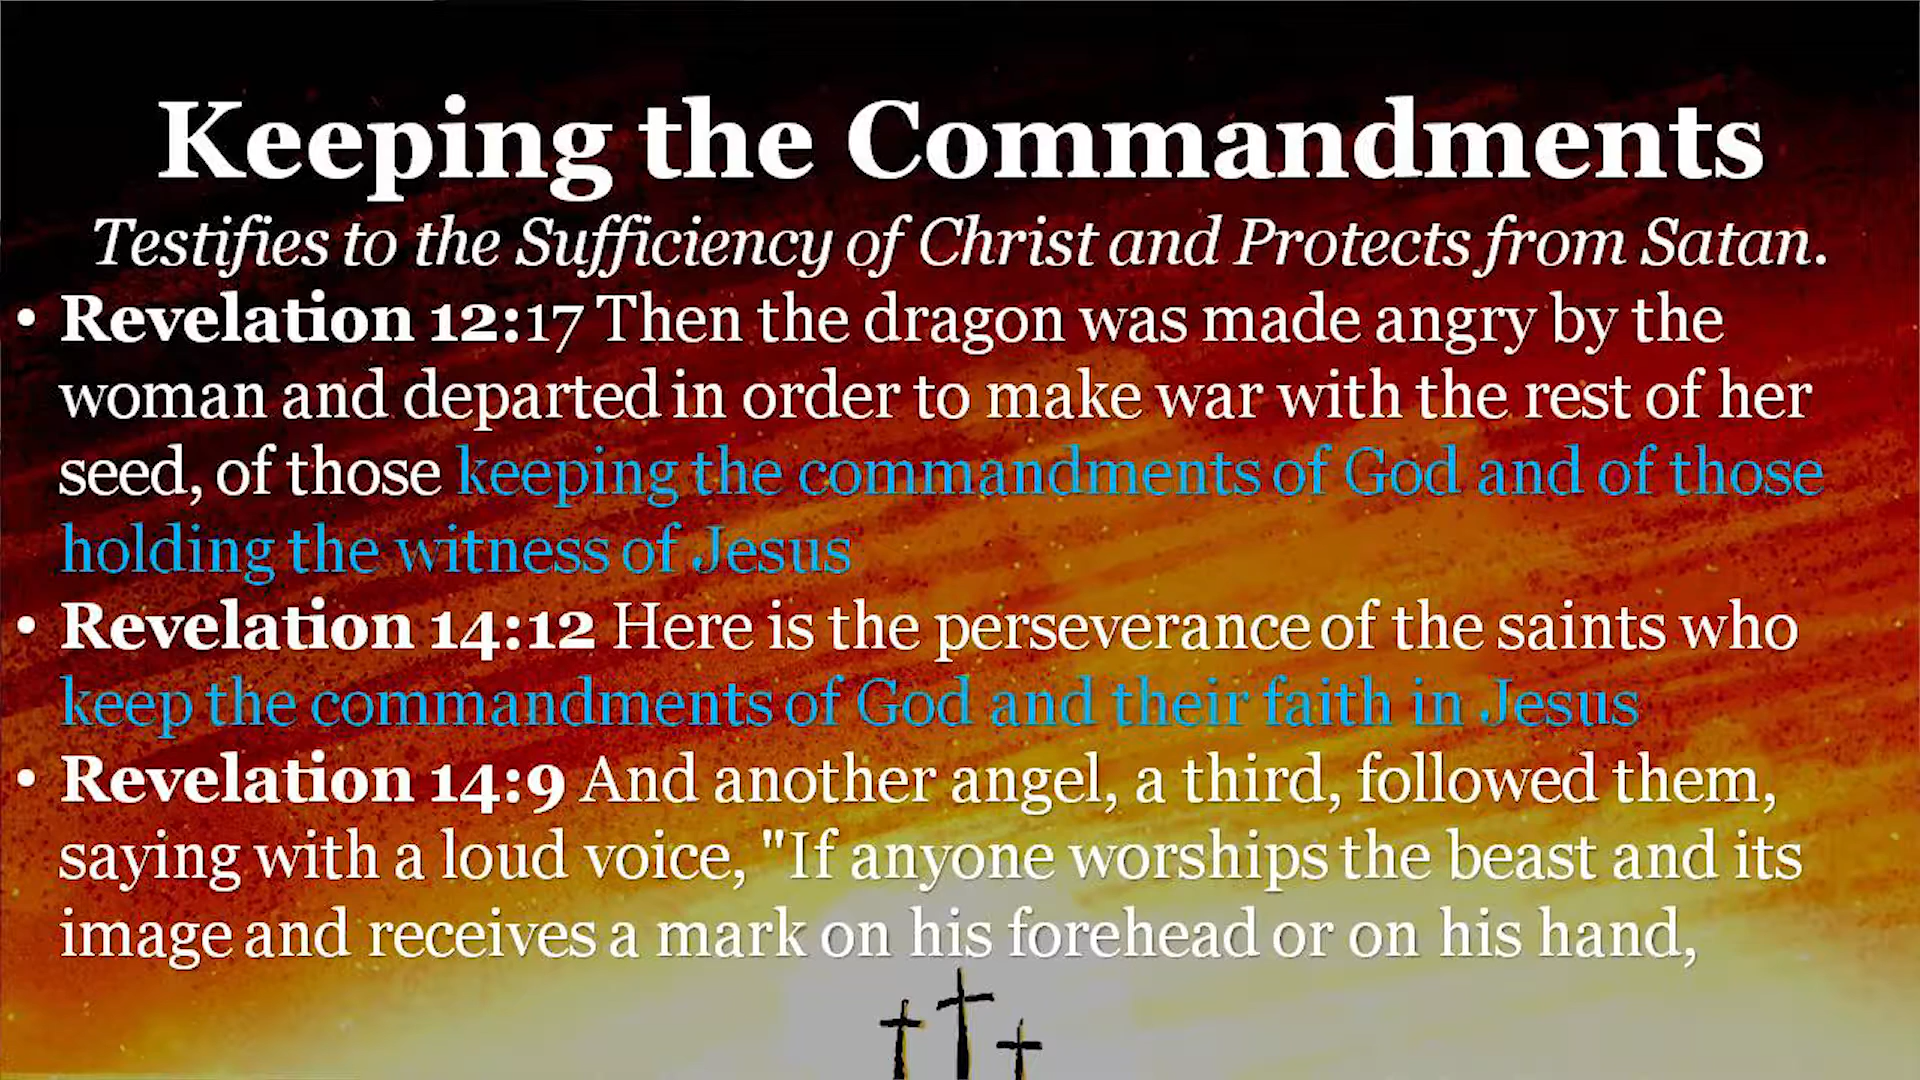 Keeping the Commandments
Testifies to the Sufficiency of Christ and Protects from Satan.
• Revelation 12:17 Then the dragon was made angry by the
woman and departed in order to make war with the rest of her
seed, of those keeping the commandments of God and of those
holding the witness of Jesus
• Revelation 14:12 Here is the perseverance of the saints who
keep the commandments of God and their faith in Jesus
• Revelation 14:9 And another angel, a third, followed them,
saying with a loud voice, "If anyone worships the beast and its
image and receives a mark on his forehead or on his hand,